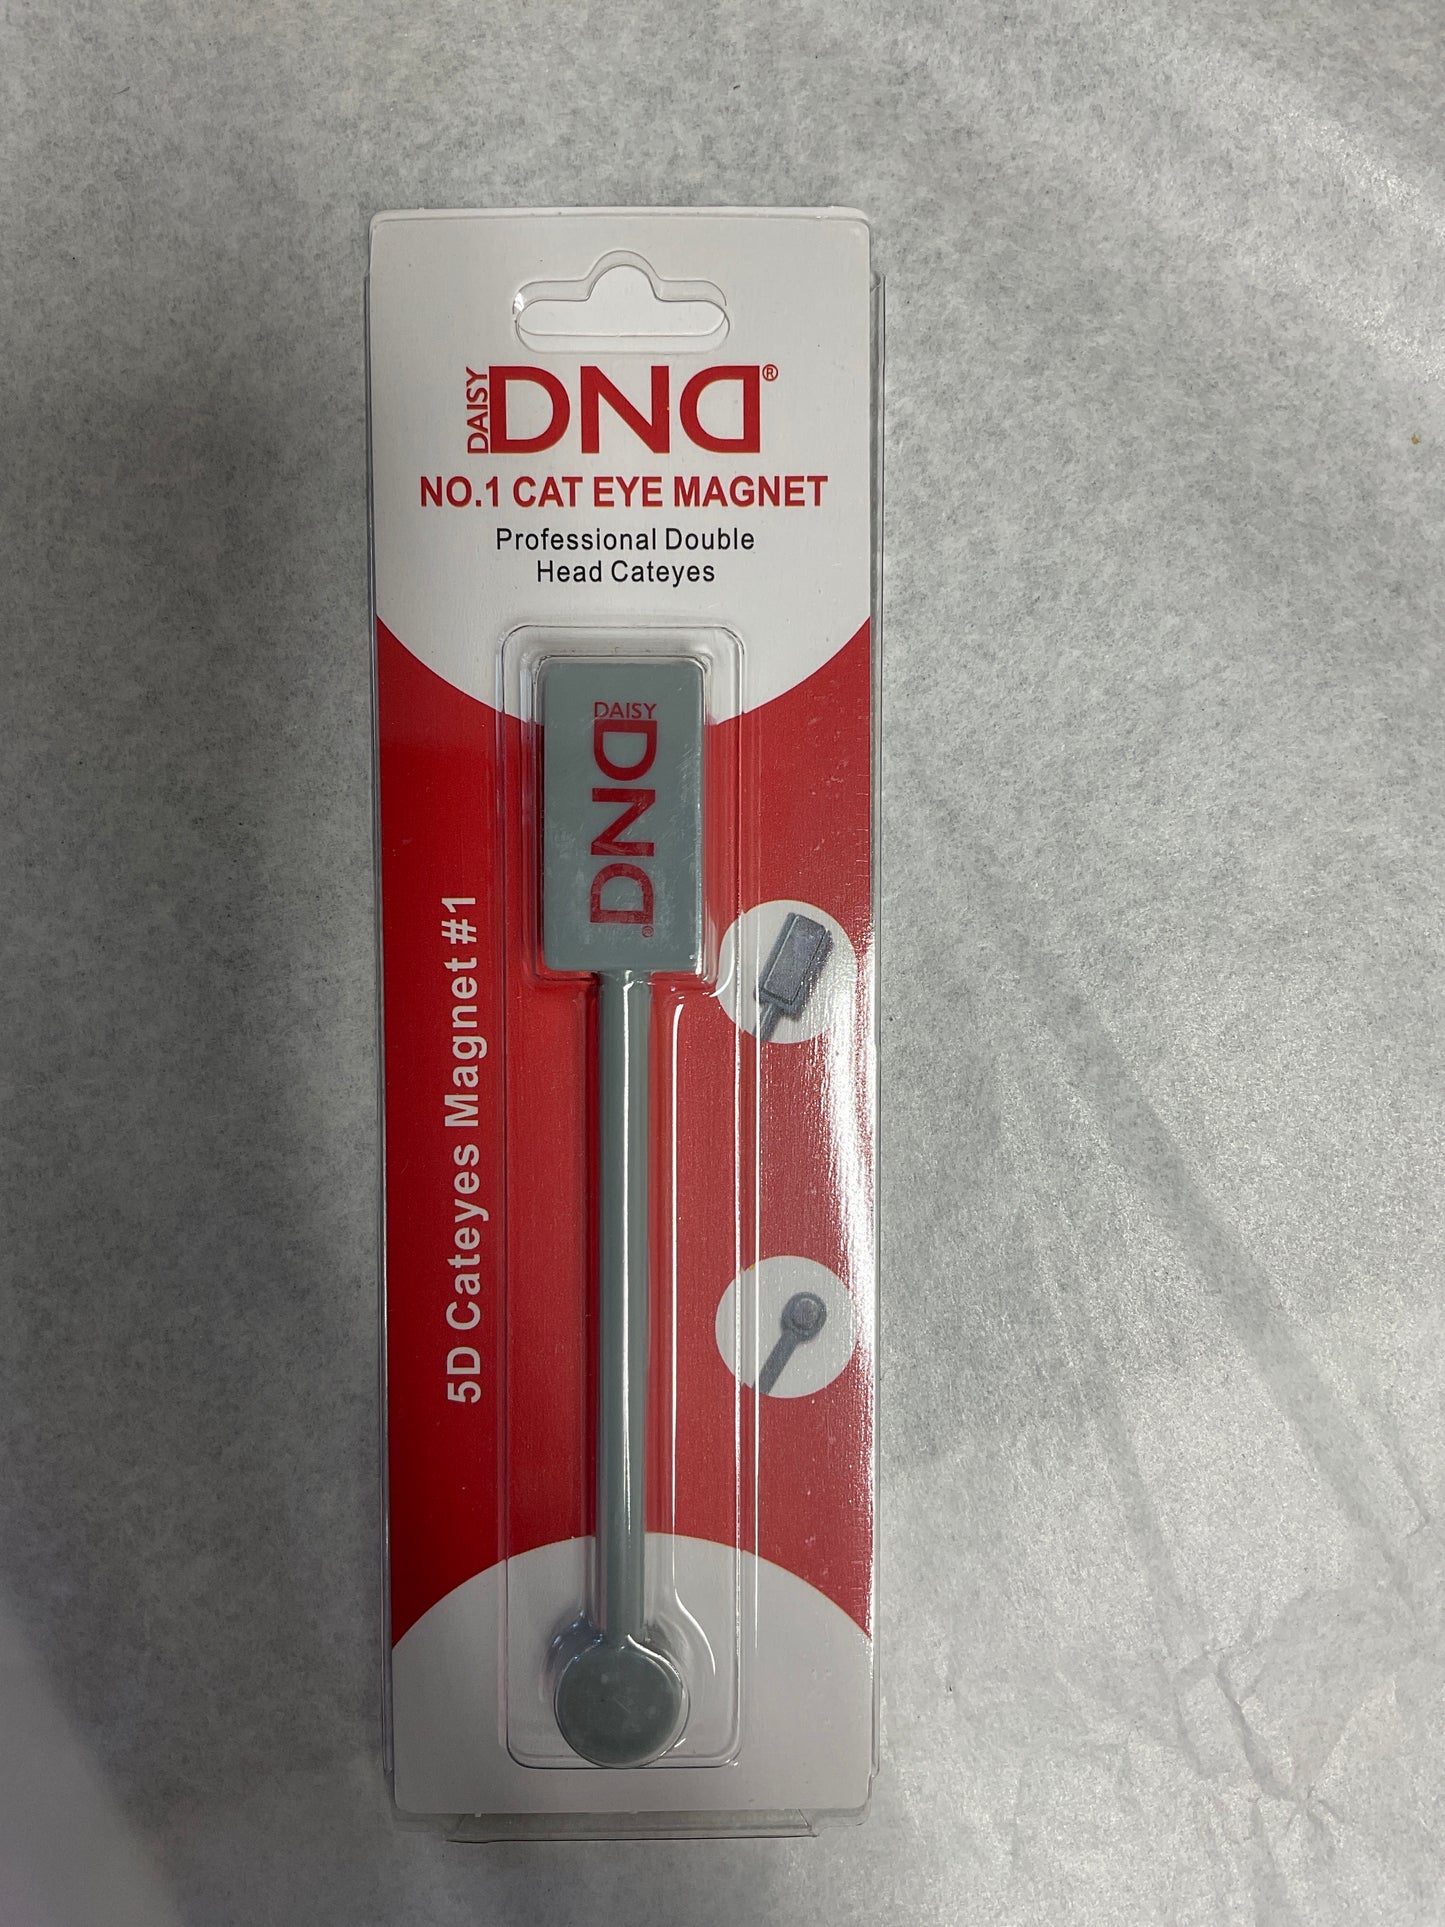 DAISY
DND®
NO.1 CAT EYE MAGNET
Professional Double
Head Cateyes
DAISY
DND®
5D Cateyes Magnet #1